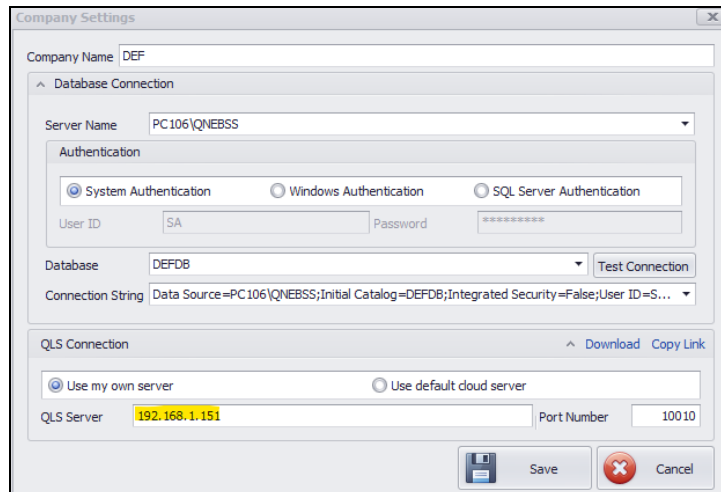 Company Settings
Company Name DEF
Database Connection
Server Name PC106\QNEBSS
Authentication
System Authentication Windows Authentication SQL Server Authentication
User ID SA Password *********
Database DEFDB Test Connection
Connection String Data Source=PC106\QNEBSS;Initial Catalog=DEFDB;Integrated Security=False;User ID=S...
QLS Connection Download Copy Link
Use my own server Use default cloud server
QLS Server 192.168.1.151 Port Number 10010
Save Cancel